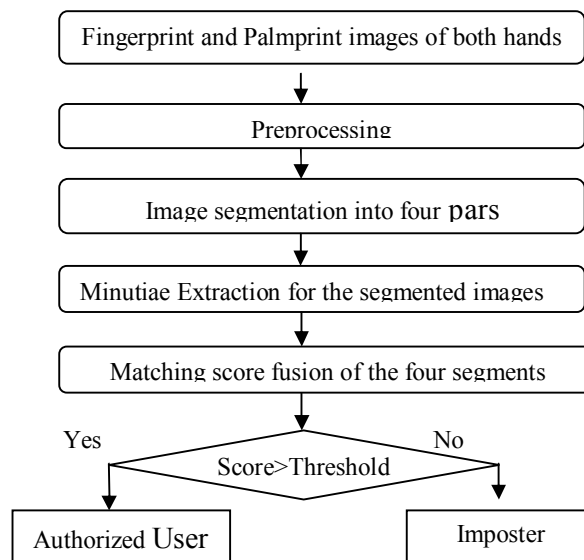 Fingerprint and Palmprint images of both hands
Preprocessing
Image segmentation into four pars
Minutiae Extraction for the segmented images
Matching score fusion of the four segments
Yes
No
Score>Threshold
Authorized User
Imposter